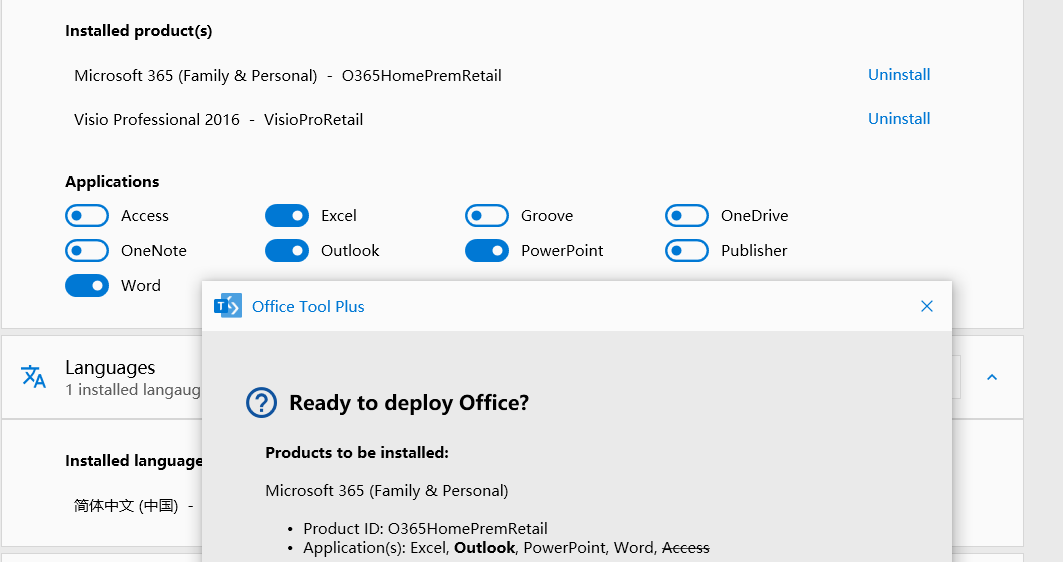 Installed product(s)
Microsoft 365 (Family & Personal) - O365HomePremRetail Uninstall
Visio Professional 2016 - VisioProRetail Uninstall
Applications
Access Excel Groove OneDrive
OneNote Outlook PowerPoint Publisher
Word
Office Tool Plus
Languages
1 installed langaug
Ready to deploy Office?
Products to be installed:
Installed language
Microsoft 365 (Family & Personal)
简体中文 (中国) -
• Product ID: O365HomePremRetail
• Application(s): Excel, Outlook, PowerPoint, Word, Access